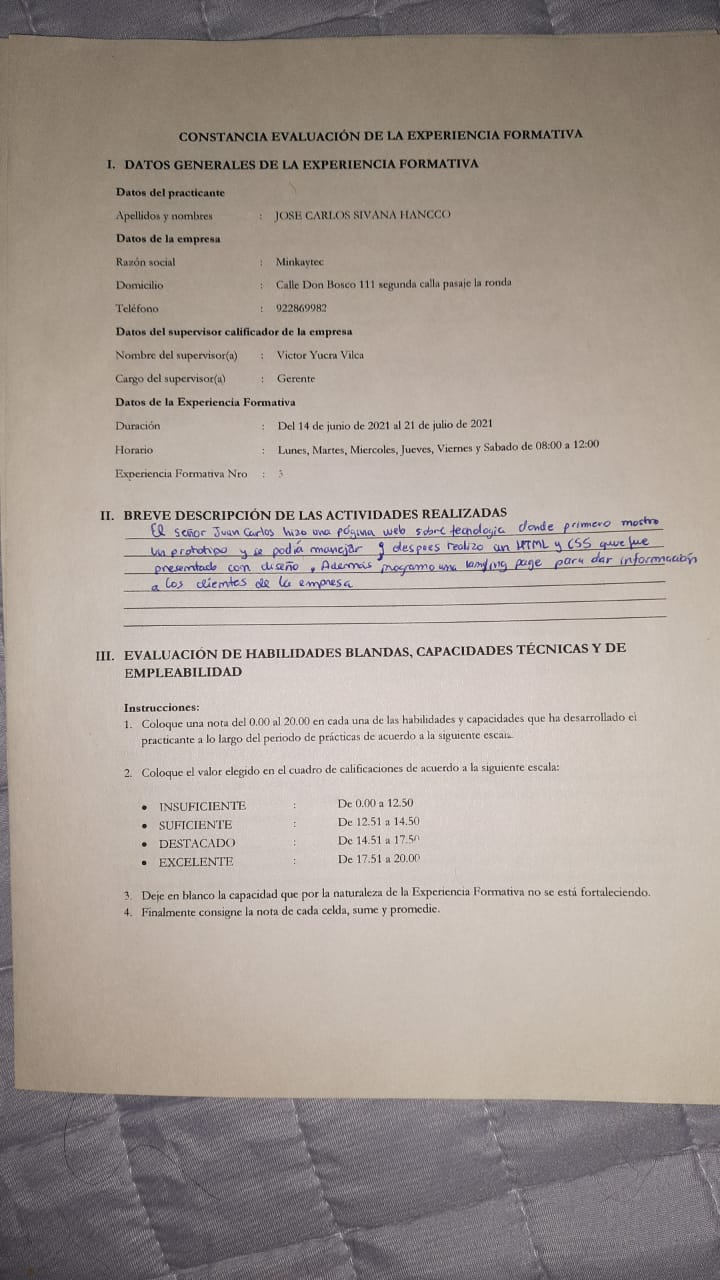 CONSTANCIA EVALUACIÓN DE LA EXPERIENCIA FORMATIVA
I. DATOS GENERALES DE LA EXPERIENCIA FORMATIVA
Datos del practicante
Apellidos y nombres : JOSE CARLOS SIVANA HANCCO
Datos de la empresa
Razón social : Minkaytec
Domicilio : Calle Don Bosco 111 segunda calla pasaje la ronda
Teléfono : 922869982
Datos del supervisor calificador de la empresa
Nombre del supervisor(a) : Victor Yucra Vilca
Cargo del supervisor(a) : Gerente
Datos de la Experiencia Formativa
Duración : Del 14 de junio de 2021 al 21 de julio de 2021
Horario : Lunes, Martes, Miercoles, Jueves, Viernes y Sabado de 08:00 a 12:00
Experiencia Formativa Nro : 3
II. BREVE DESCRIPCIÓN DE LAS ACTIVIDADES REALIZADAS
El señor Juan Carlos hizo una página web sobre tecnologia donde primero mostro
un prototipo y se podía manejar y despues realizo un HTML y CSS que fue
presentado con diseño, Además programo una landing page para dar información
a los clientes de la empresa
III. EVALUACIÓN DE HABILIDADES BLANDAS, CAPACIDADES TÉCNICAS Y DE
EMPLEABILIDAD
Instrucciones:
1. Coloque una nota del 0.00 al 20.00 en cada una de las habilidades y capacidades que ha desarrollado el
practicante a lo largo del periodo de prácticas de acuerdo a la siguiente escala.
2. Coloque el valor elegido en el cuadro de calificaciones de acuerdo a la siguiente escala:
• INSUFICIENTE : De 0.00 a 12.50
• SUFICIENTE : De 12.51 a 14.50
• DESTACADO : De 14.51 a 17.50
• EXCELENTE : De 17.51 a 20.00
3. Deje en blanco la capacidad que por la naturaleza de la Experiencia Formativa no se está fortaleciendo.
4. Finalmente consigne la nota de cada celda, sume y promedie.